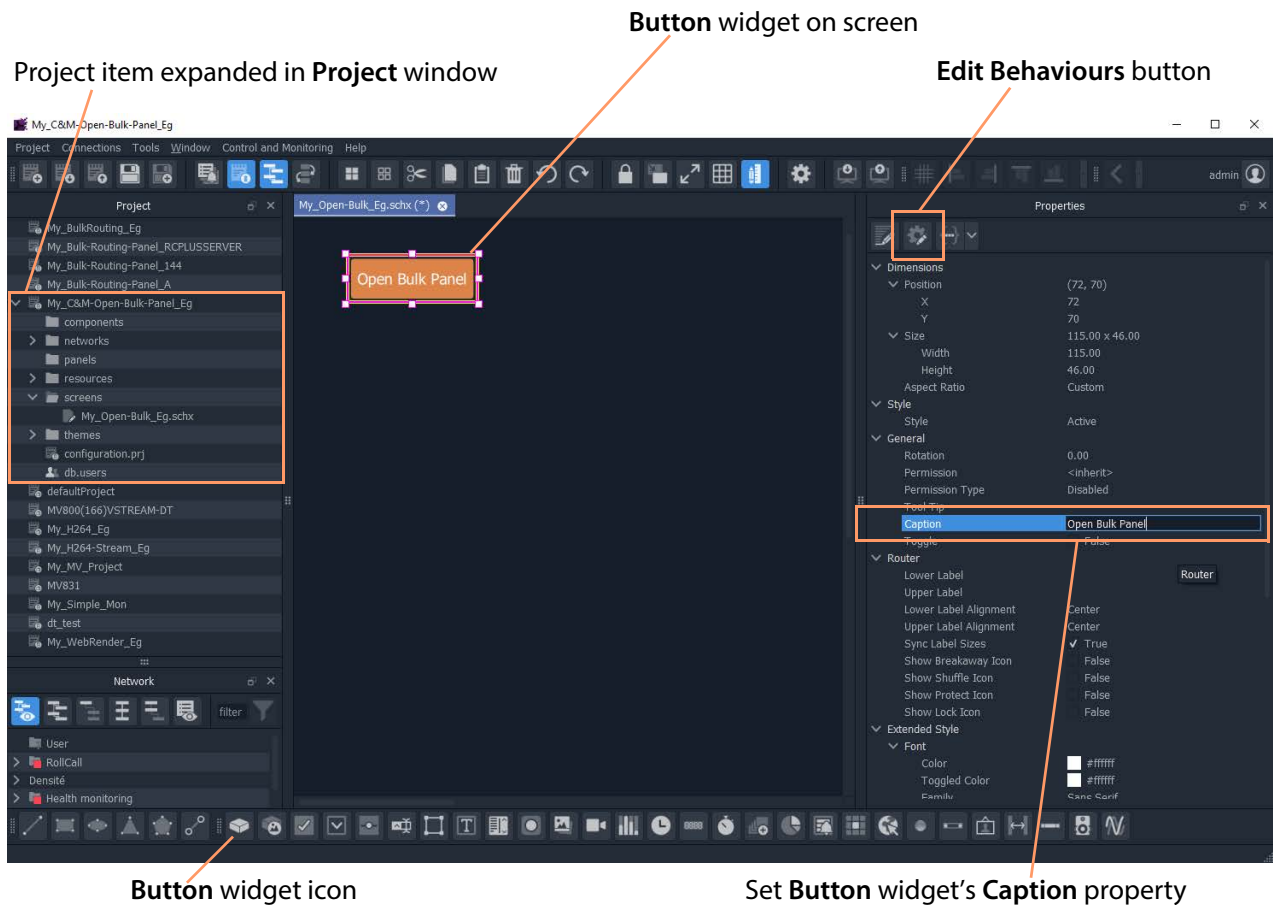 Button widget on screen
Project item expanded in Project window
Edit Behaviours button
My_C&M-Open-Bulk-Panel_Eg
Project Connections Tools Window Control and Monitoring Help
admin
Project
My_BulkRouting_Eg
My_Bulk-Routing-Panel_RCPLUSSERVER
My_Bulk-Routing-Panel_144
My_Bulk-Routing-Panel_A
My_C&M-Open-Bulk-Panel_Eg
components
networks
panels
resources
screens
My_Open-Bulk_Eg.schx
themes
configuration.prj
db.users
defaultProject
MV800(166)VSTREAM-DT
My_H264_Eg
My_H264-Stream_Eg
My_MV_Project
MV831
My_Simple_Mon
dt_test
My_WebRender_Eg
Network
filter
User
RollCall
Densité
Health monitoring
My_Open-Bulk_Eg.schx (*)
Open Bulk Panel
Properties
Dimensions
Position (72, 70)
X 72
Y 70
Size 115.00 x 46.00
Width 115.00
Height 46.00
Aspect Ratio Custom
Style
Style Active
General
Rotation 0.00
Permission <inherit>
Permission Type Disabled
Tool Tip
Caption Open Bulk Panel
Toggle False
Router
Lower Label Router
Upper Label
Lower Label Alignment Center
Upper Label Alignment Center
Sync Label Sizes True
Show Breakaway Icon False
Show Shuffle Icon False
Show Protect Icon False
Show Lock Icon False
Extended Style
Font
Color #ffffff
Toggled Color #ffffff
Family Sans Serif
Button widget icon
Set Button widget's Caption property